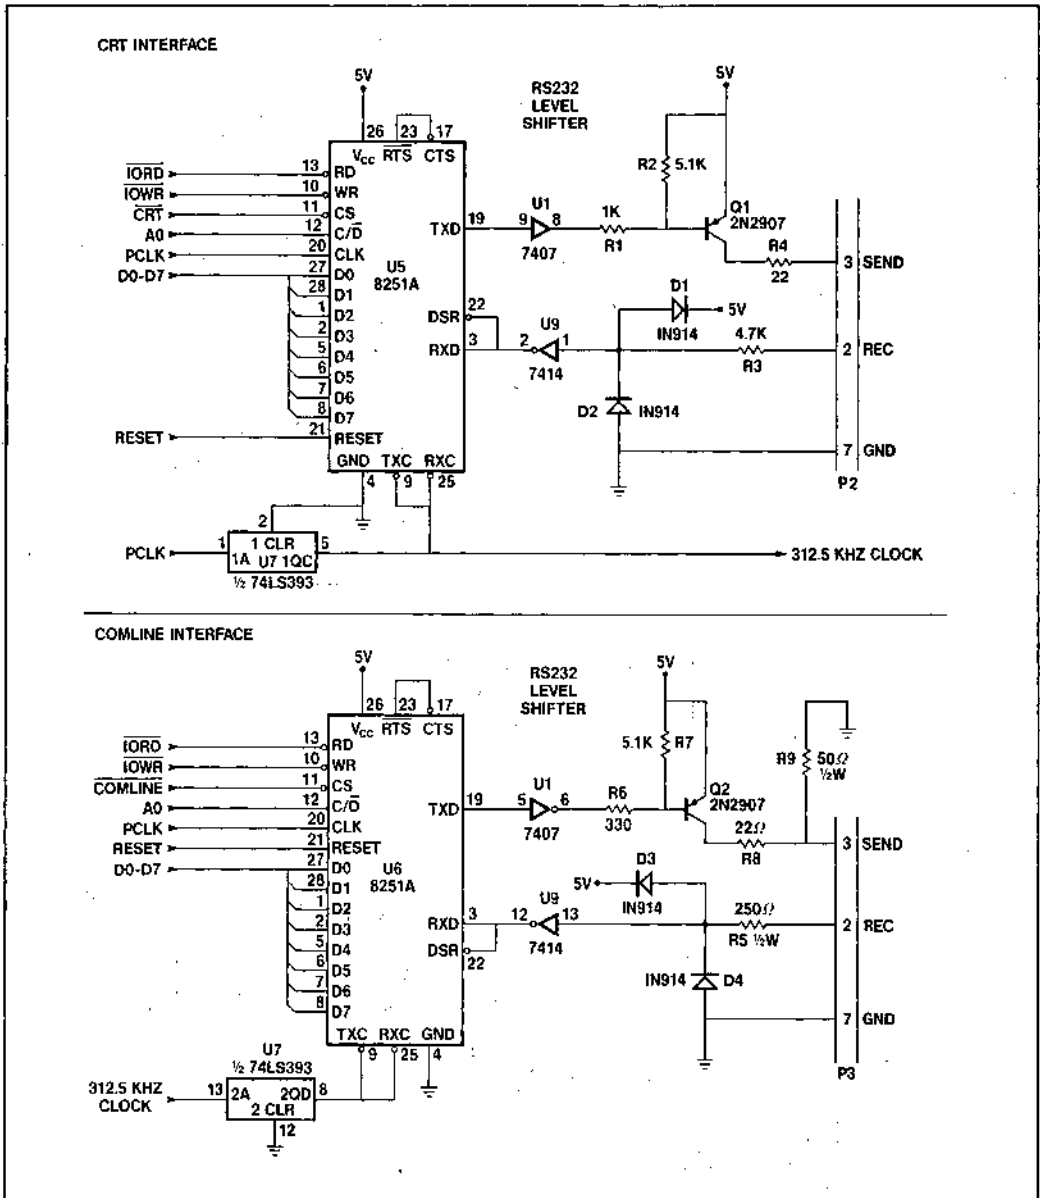 CRT INTERFACE
5V
RS232
LEVEL
SHIFTER
5V
26 23 17
VCC RTS CTS
IORD 13 RD
IOWR 10 WR
CRT 11 CS
A0 12 C/D
PCLK 20 CLK
D0-D7 27 D0
28 D1
1 D2
2 D3
5 D4
6 D5
7 D6
8 D7
RESET 21 RESET
U5
8251A
TXD 19
DSR 22
RXD 3
GND TXC RXC
4 9 25
9 U1 8
7407
1K
R1
R2 5.1K
Q1
2N2907
R4
22
3 SEND
D1
5V
IN914
2 U9 1
7414
4.7K
R3
2 REC
D2 IN914
7 GND
P2
PCLK 1
2
1 CLR
1A U7 1QC
5
½ 74LS393
312.5 KHZ CLOCK
COMLINE INTERFACE
5V
RS232
LEVEL
SHIFTER
5V
26 23 17
VCC RTS CTS
IORD 13 RD
IOWR 10 WR
COMLINE 11 CS
A0 12 C/D
PCLK 20 CLK
RESET 21 RESET
D0-D7 27 D0
28 D1
1 D2
2 D3
5 D4
6 D5
7 D6
8 D7
U6
8251A
TXD 19
RXD 3
DSR 22
TXC RXC GND
9 25 4
5 U1 6
7407
R6
330
5.1K R7
Q2
2N2907
22Ω
R8
R9 50Ω
½W
3 SEND
D3
5V
IN914
12 U9 13
7414
250Ω
R5 ½W
2 REC
IN914 D4
7 GND
P3
U7
½ 74LS393
312.5 KHZ
CLOCK
13
2A 2QD
2 CLR
8
12